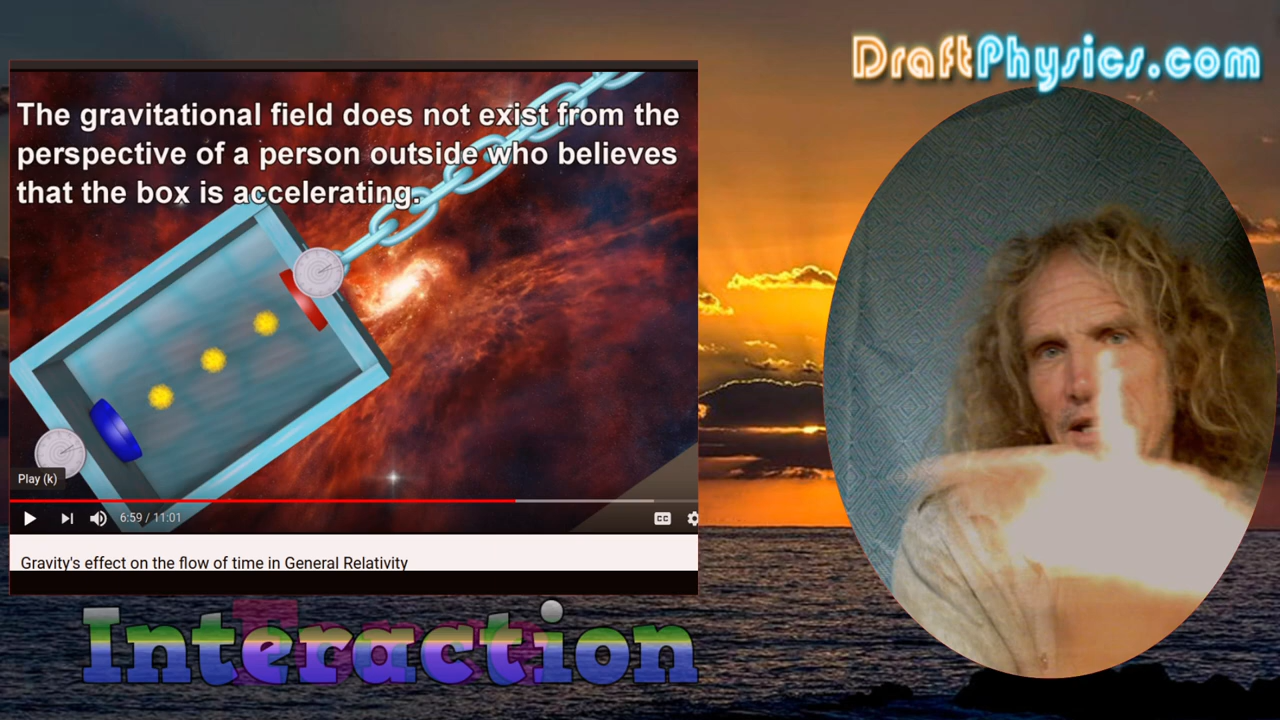 DraftPhysics.com
The gravitational field does not exist from the
perspective of a person outside who believes
that the box is accelerating.
Play (k)
6:59 / 11:01
CC
Gravity's effect on the flow of time in General Relativity
Interaction